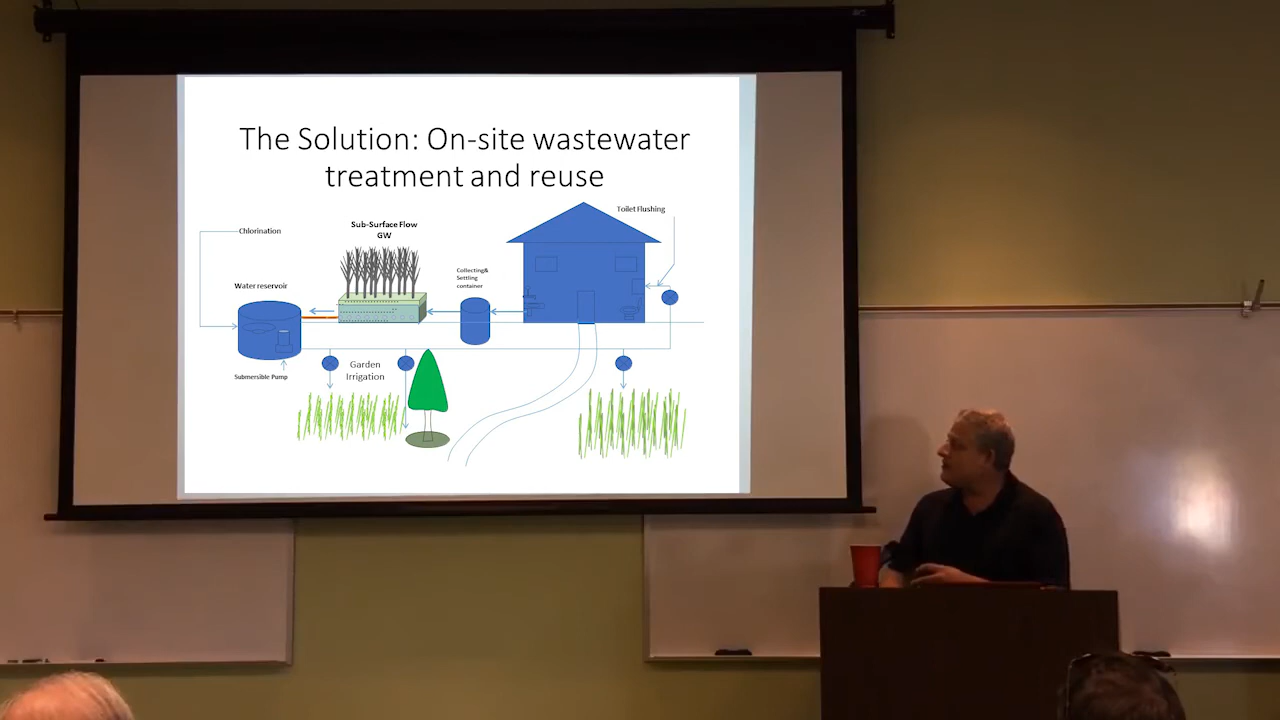 The Solution: On-site wastewater
treatment and reuse
Toilet Flushing
Sub-Surface Flow
GW
Chlorination
Collecting&
Settling
container
Water reservoir
Garden
Irrigation
Submersible Pump